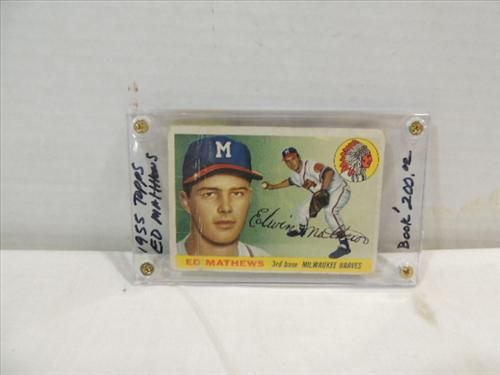 1955 TOPPS
ED MATHEWS
M
Edwin Mathews
ED MATHEWS
3rd base MILWAUKEE BRAVES
Book' 200.00